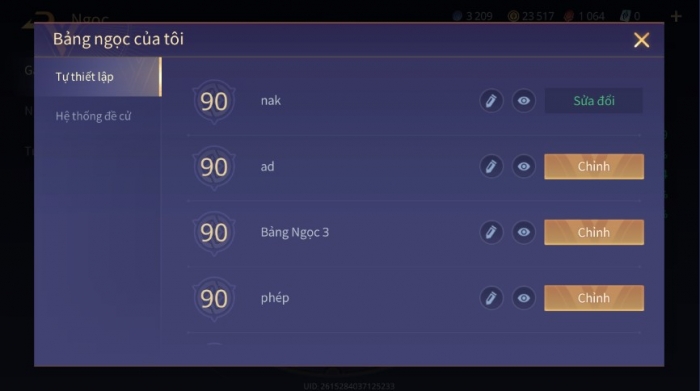 Ngọc
3 209
23 517
1 064
0
Bảng ngọc của tôi
Tự thiết lập
Hệ thống đề cử
90
nak
Sửa đổi
90
ad
Chỉnh
90
Bảng Ngọc 3
Chỉnh
90
phép
Chỉnh
UID: 2615284037125233